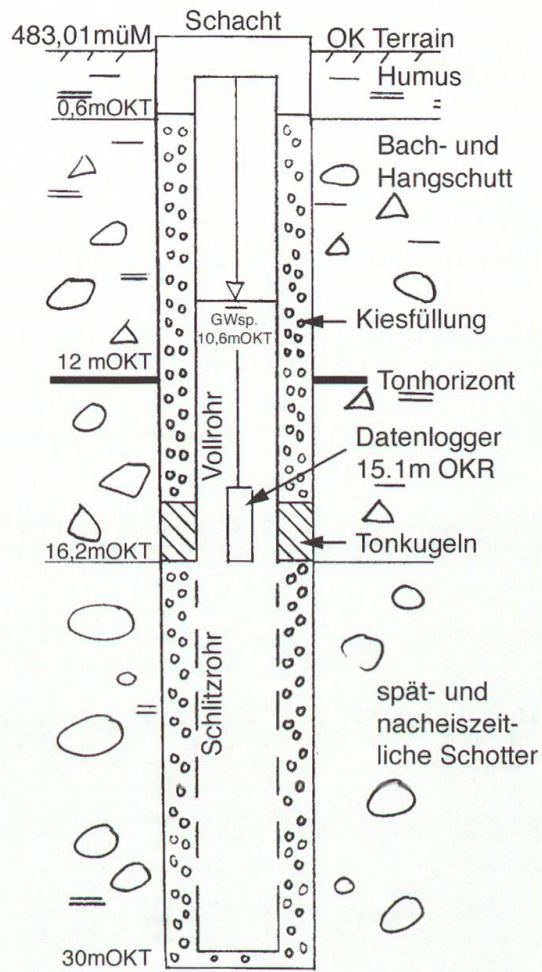 Schacht
483,01müM
OK Terrain
Humus
0,6mOKT
Bach- und
Hangschutt
GWsp.
10,6mOKT
Kiesfüllung
12 mOKT
Tonhorizont
Vollrohr
Datenlogger
15.1m OKR
Tonkugeln
16,2mOKT
Schlitzrohr
spät- und
nacheiszeit-
liche Schotter
30mOKT